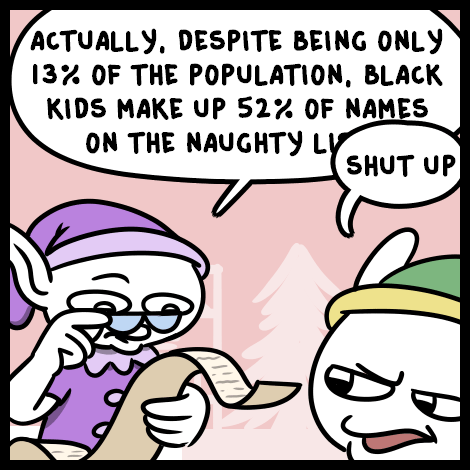 ACTUALLY, DESPITE BEING ONLY
13% OF THE POPULATION, BLACK
KIDS MAKE UP 52% OF NAMES
ON THE NAUGHTY LIS
SHUT UP